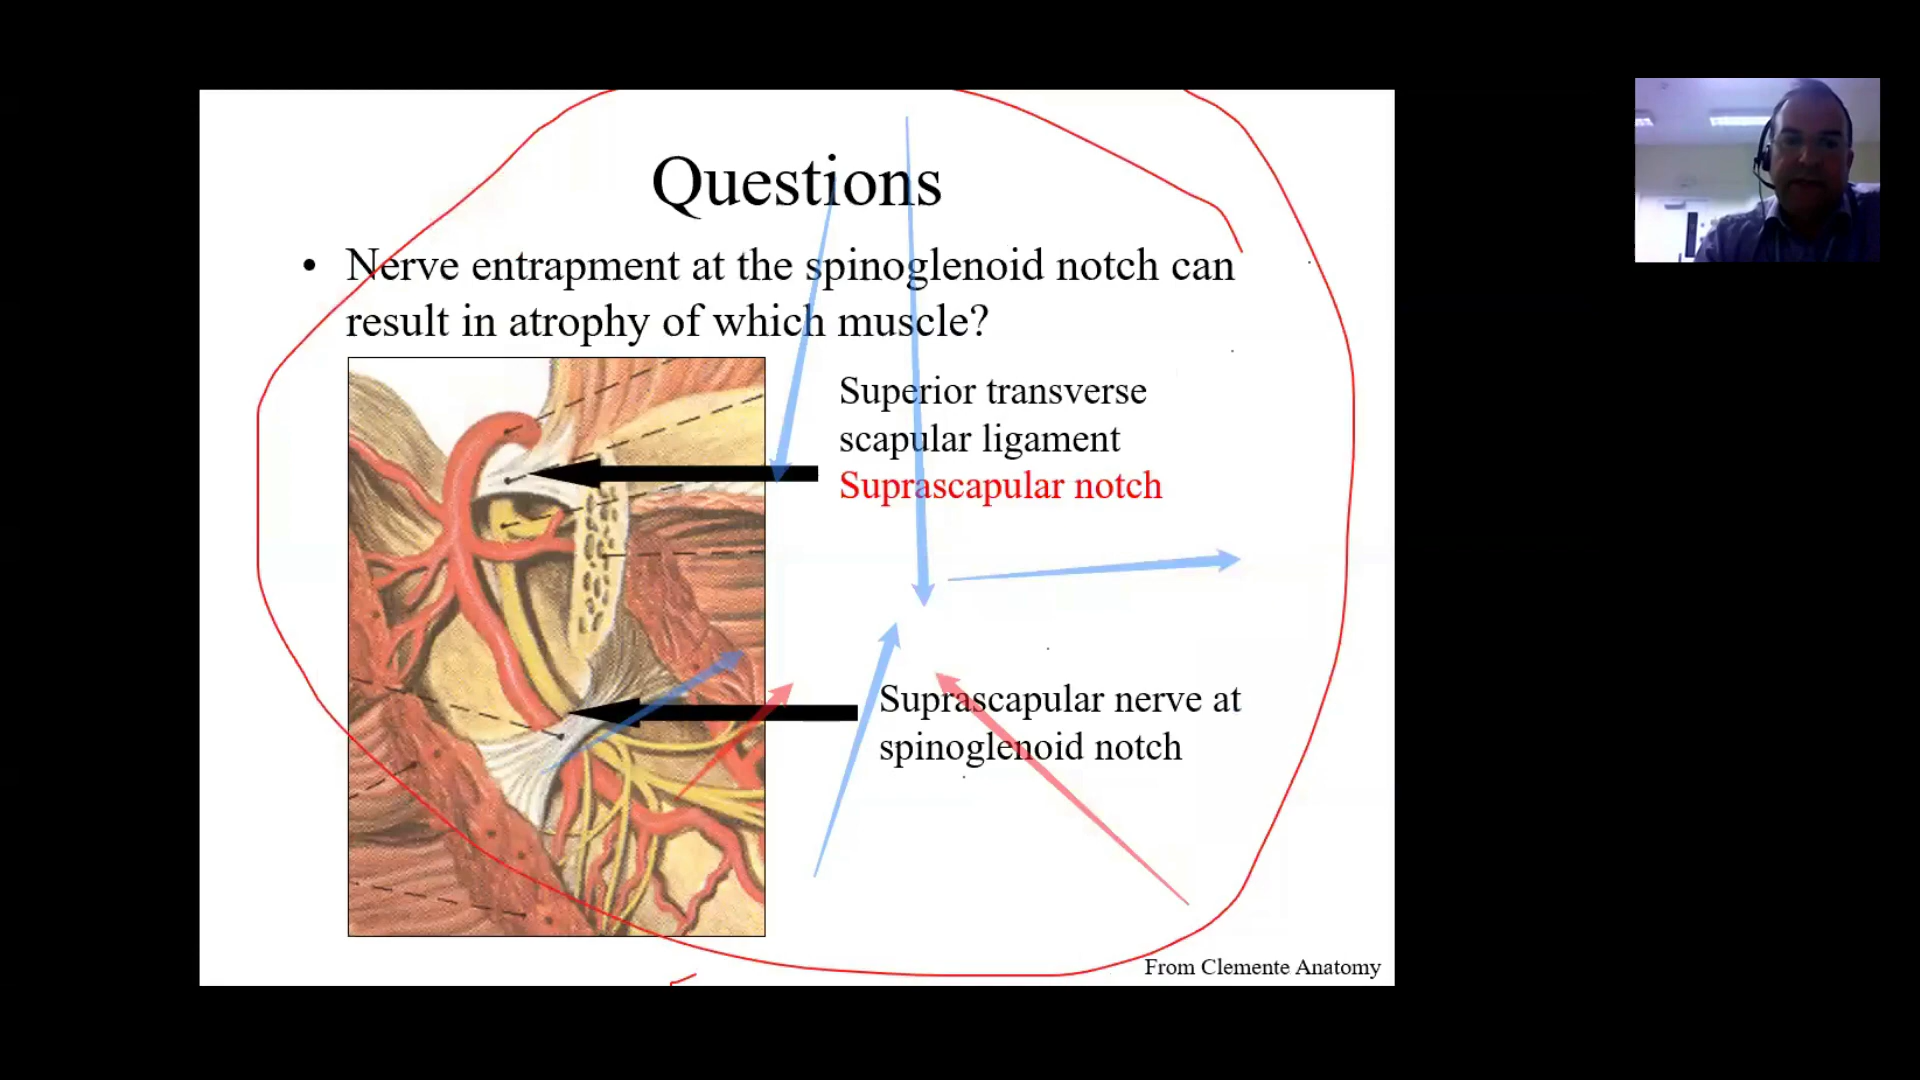 Questions
• Nerve entrapment at the spinoglenoid notch can
result in atrophy of which muscle?
Superior transverse
scapular ligament
Suprascapular notch
Suprascapular nerve at
spinoglenoid notch
From Clemente Anatomy